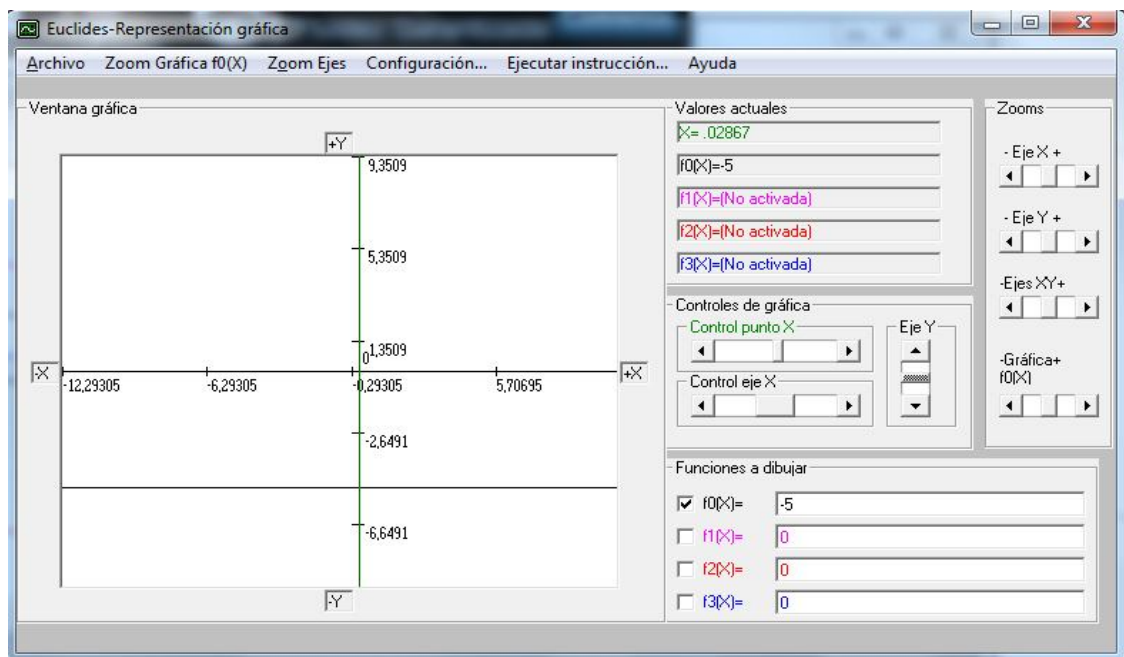 Euclides-Representación gráfica
Archivo Zoom Gráfica f0(X) Zoom Ejes Configuración... Ejecutar instrucción... Ayuda
Ventana gráfica
+Y
9,3509
5,3509
1,3509
0
-X
+X
-12,29305 -6,29305 -0,29305 5,70695
-2,6491
-6,6491
-Y
Valores actuales
X= .02867
f0(X)=-5
f1(X)=(No activada)
f2(X)=(No activada)
f3(X)=(No activada)
Controles de gráfica
Control punto X
Control eje X
Eje Y
Zooms
- Eje X +
- Eje Y +
-Ejes XY+
-Gráfica+
f0(X)
Funciones a dibujar
f0(X)= -5
f1(X)= 0
f2(X)= 0
f3(X)= 0